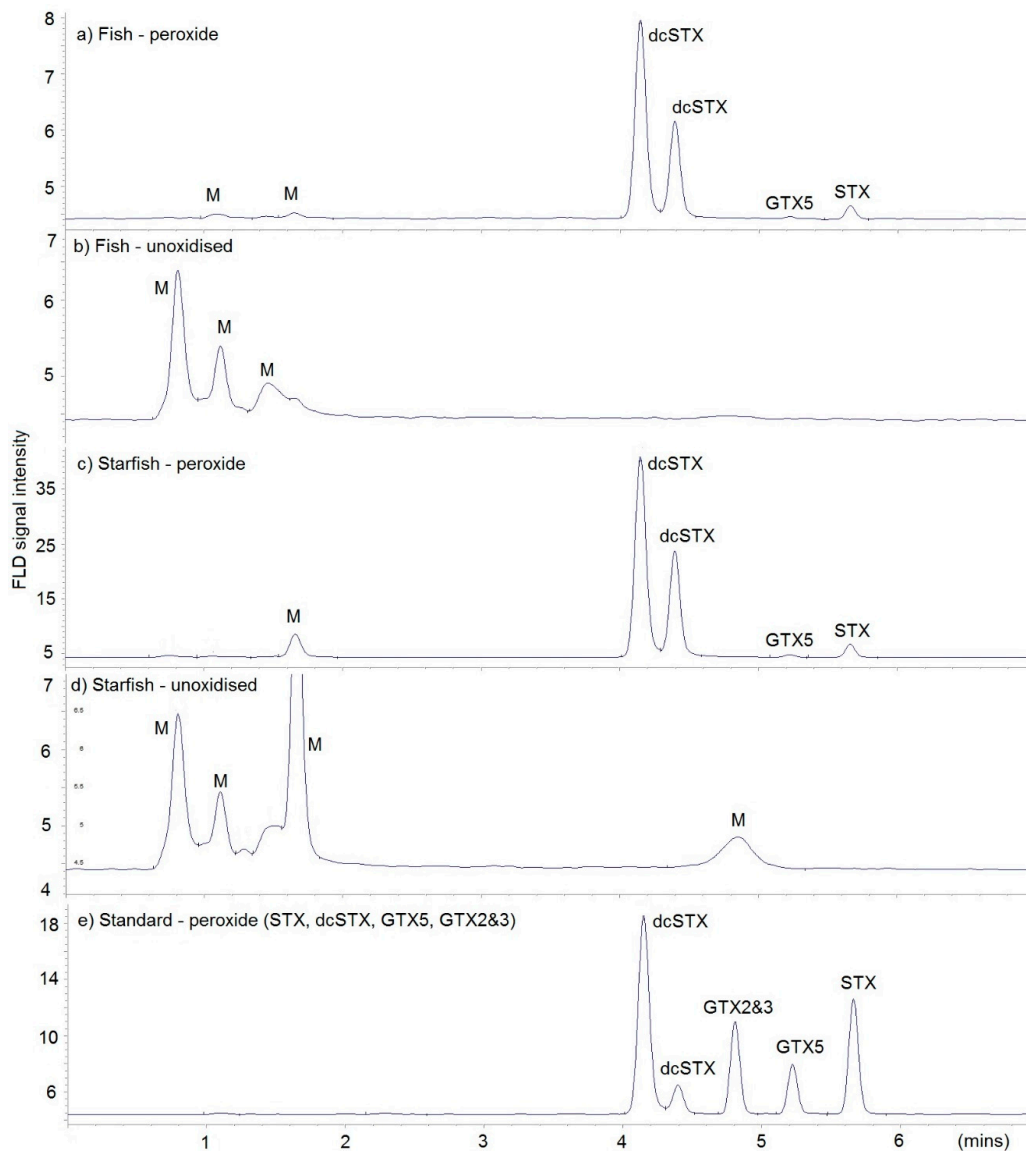 8
a) Fish - peroxide
dcSTX
7
dcSTX
6
5
M
M
GTX5
STX
7
b) Fish - unoxidised
M
6
M
M
5
FLD signal intensity
c) Starfish - peroxide
dcSTX
35
dcSTX
25
15
M
GTX5
STX
5
7
d) Starfish - unoxidised
6.5
M
M
6
6
M
5.5
5
5
M
4.5
4
e) Standard - peroxide (STX, dcSTX, GTX5, GTX2&3)
18
dcSTX
14
GTX2&3
STX
10
GTX5
dcSTX
6
1 2 3 4 5 6 (mins)